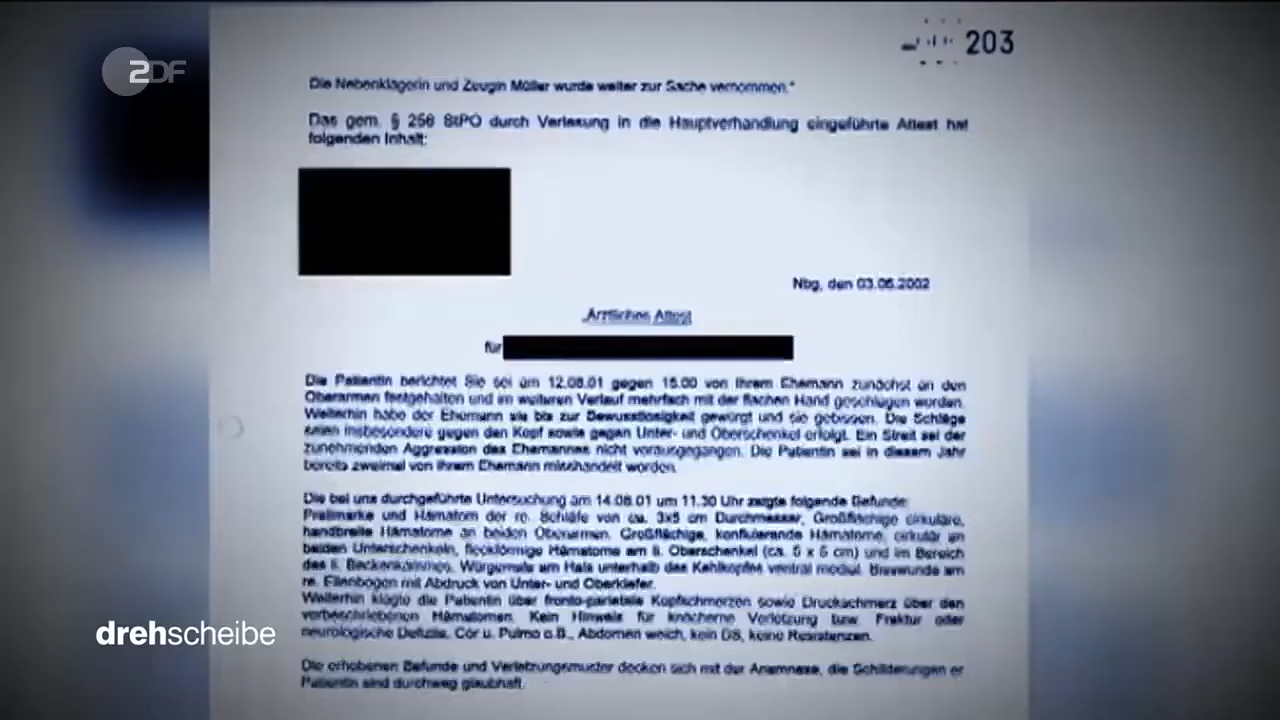 203
ZDF
Die Nebenklägerin und Zeugin Müller wurde weiter zur Sache vernommen."
Das gem. § 256 StPO durch Verlesung in die Hauptverhandlung eingeführte Attest hat
folgenden Inhalt:
Nbg, den 03.06.2002
„Ärztliches Attest
für
Die Patientin berichtet Sie sei am 12.08.01 gegen 15.00 von Ihrem Ehemann zunächst an den
Oberarmen festgehalten und im weiteren Verlauf mehrfach mit der flachen Hand geschlagen worden.
Weiterhin habe der Ehemann sie bis zur Bewusstlosigkeit gewürgt und sie gebissen. Die Schläge
seien insbesondere gegen den Kopf sowie gegen Unter- und Oberschenkel erfolgt. Ein Streit sei der
zunehmenden Aggression des Ehemannes nicht vorausgegangen. Die Patientin sei in diesem Jahr
bereits zweimal von Ihrem Ehemann misshandelt worden.
Die bei uns durchgeführte Untersuchung am 14.08.01 um 11.30 Uhr zeigte folgende Befunde:
Prellmarke und Hämatom der re. Schläfe von ca. 3x5 cm Durchmesser, Großflächige cirkuläre,
handbreite Hämatome an beiden Oberarmen. Großflächige, konfluierende Hämatome, cirkulär an
beiden Unterschenkeln, fleckförmige Hämatome am li. Oberschenkel (ca. 5 x 5 cm) und im Bereich
des li. Beckenkammes. Würgemale am Hals unterhalb des Kehlkopfes ventral Bisswunde am
re. Ellenbogen mit Abdruck von Unter- und Oberkiefer.
Weiterhin klagte die Patientin über fronto-parietale Kopfschmerzen sowie Druckschmerz über den
vorbeschriebenen Hämatomen. Kein Hinweis für knöcherne Verletzung bzw. Fraktur oder
neurologische Defizite. Cor u. Pulmo o.B., Abdomen weich, kein DS, keine Resistenzen.
Die erhobenen Befunde und Verletzungsmuster decken sich mit der Anamnese, die Schilderungen er
Patientin sind durchweg glaubhaft.
drehscheibe